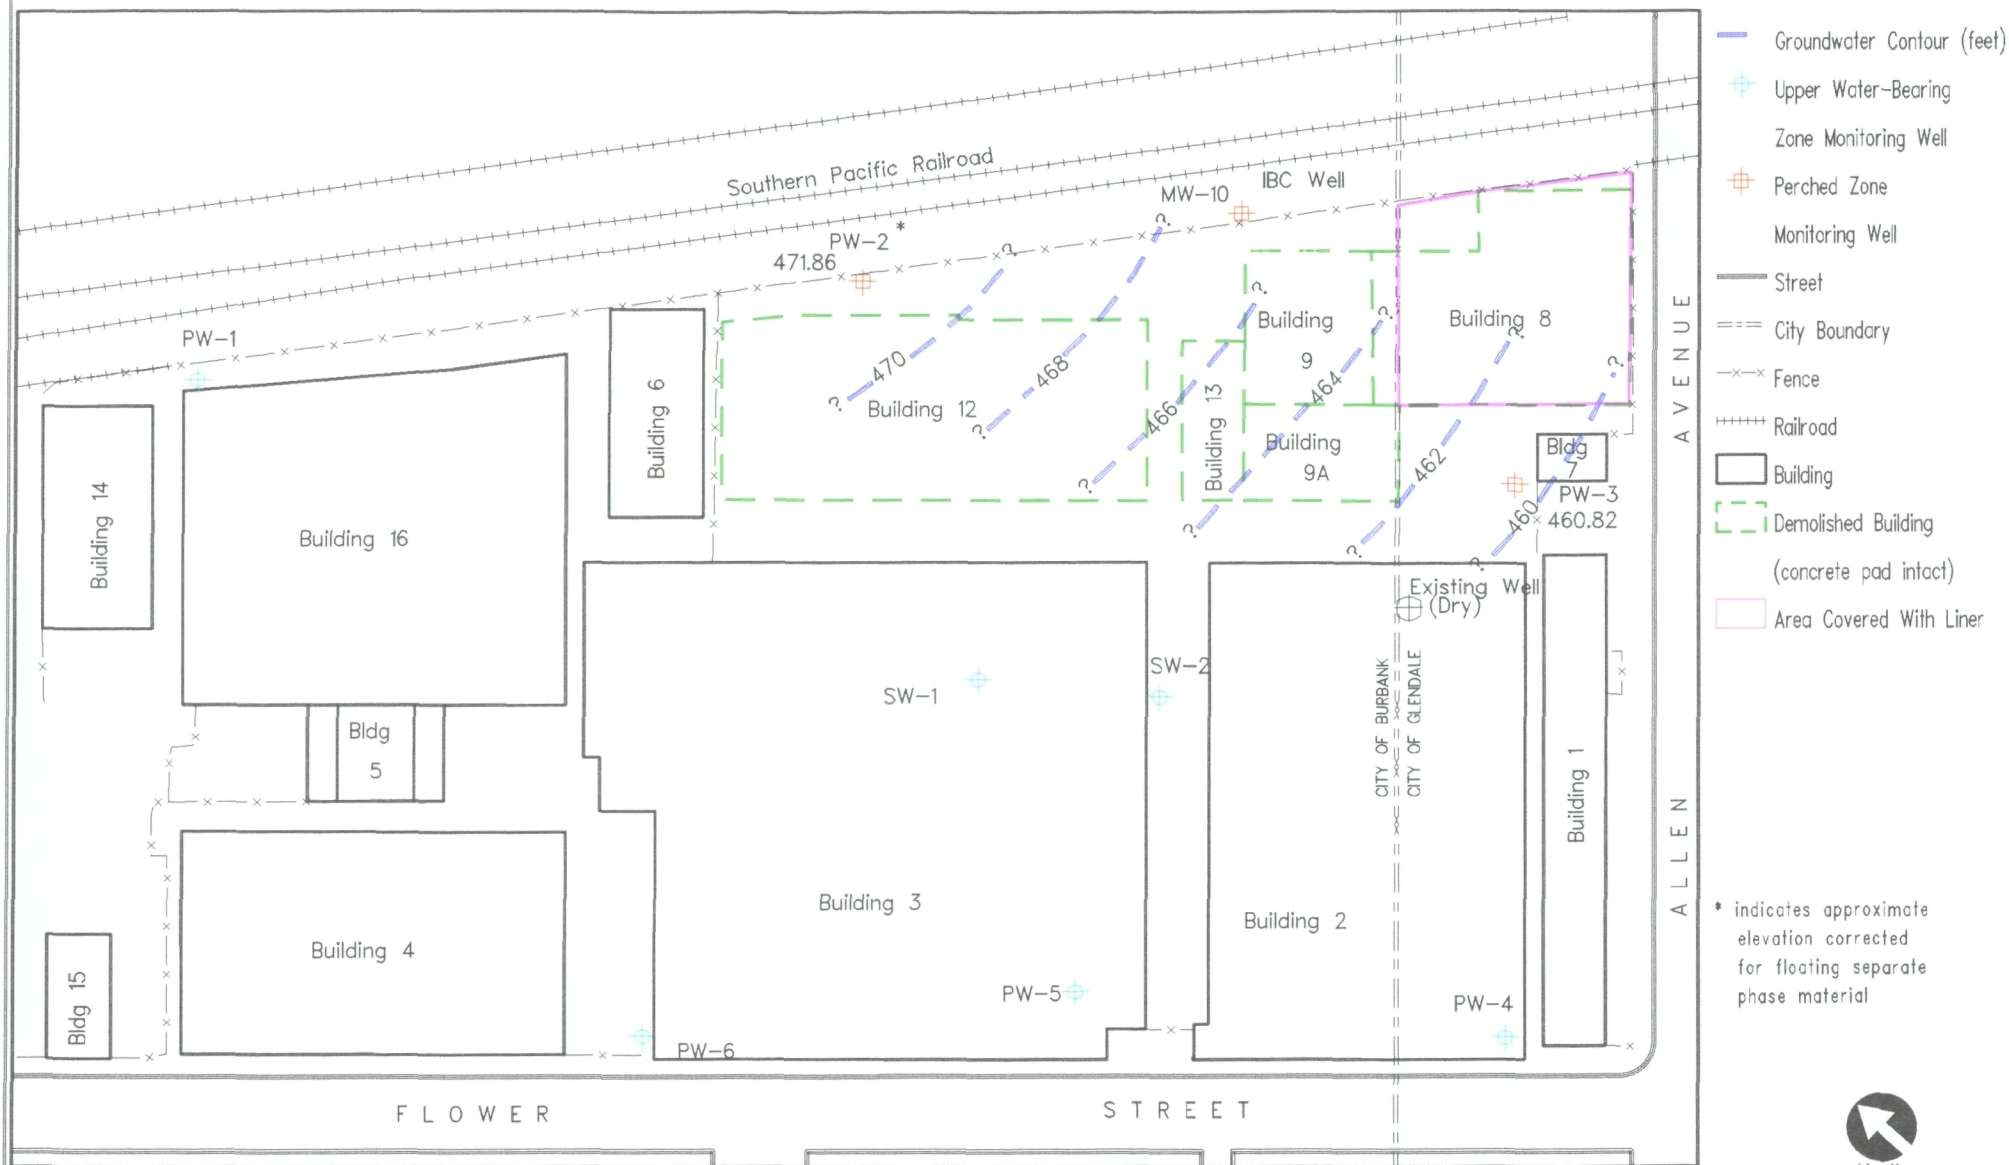 Southern Pacific Railroad
IBC Well
MW-10
PW-2 *
471.86
PW-1
Building 6
Building 12
Building 13
Building
9
Building
9A
Building 8
Bldg
7
PW-3
460.82
? 470 ?
? 468 ?
? 466 ?
? 464 ?
? 462 ?
? 460 ?
Building 14
Building 16
Existing Well
(Dry)
SW-1
SW-2
CITY OF BURBANK
CITY OF GLENDALE
Bldg
5
Building 1
Building 3
Building 2
Building 4
Bldg 15
PW-5
PW-4
PW-6
FLOWER STREET
ALLEN AVENUE
Groundwater Contour (feet)
Upper Water-Bearing
Zone Monitoring Well
Perched Zone
Monitoring Well
Street
City Boundary
Fence
Railroad
Building
Demolished Building
(concrete pad intact)
Area Covered With Liner
* indicates approximate
elevation corrected
for floating separate
phase material